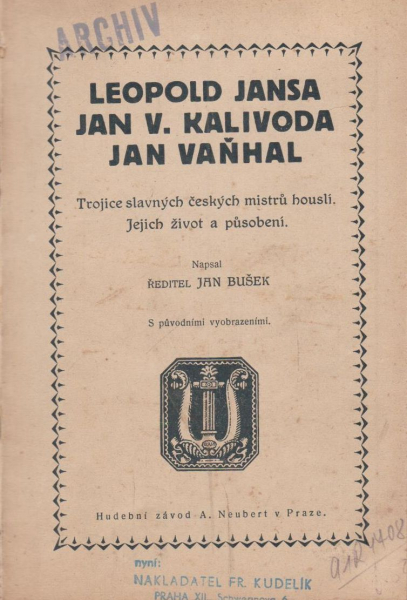 ARCHIV
LEOPOLD JANSA
JAN V. KALIVODA
JAN VAŇHAL
Trojice slavných českých mistrů houslí.
Jejich život a působení.
Napsal
ŘEDITEL JAN BUŠEK
S původními vyobrazeními.
Hudební závod A. Neubert v Praze.
nyní:
NAKLADATEL FR. KUDELÍK
PRAHA XII,